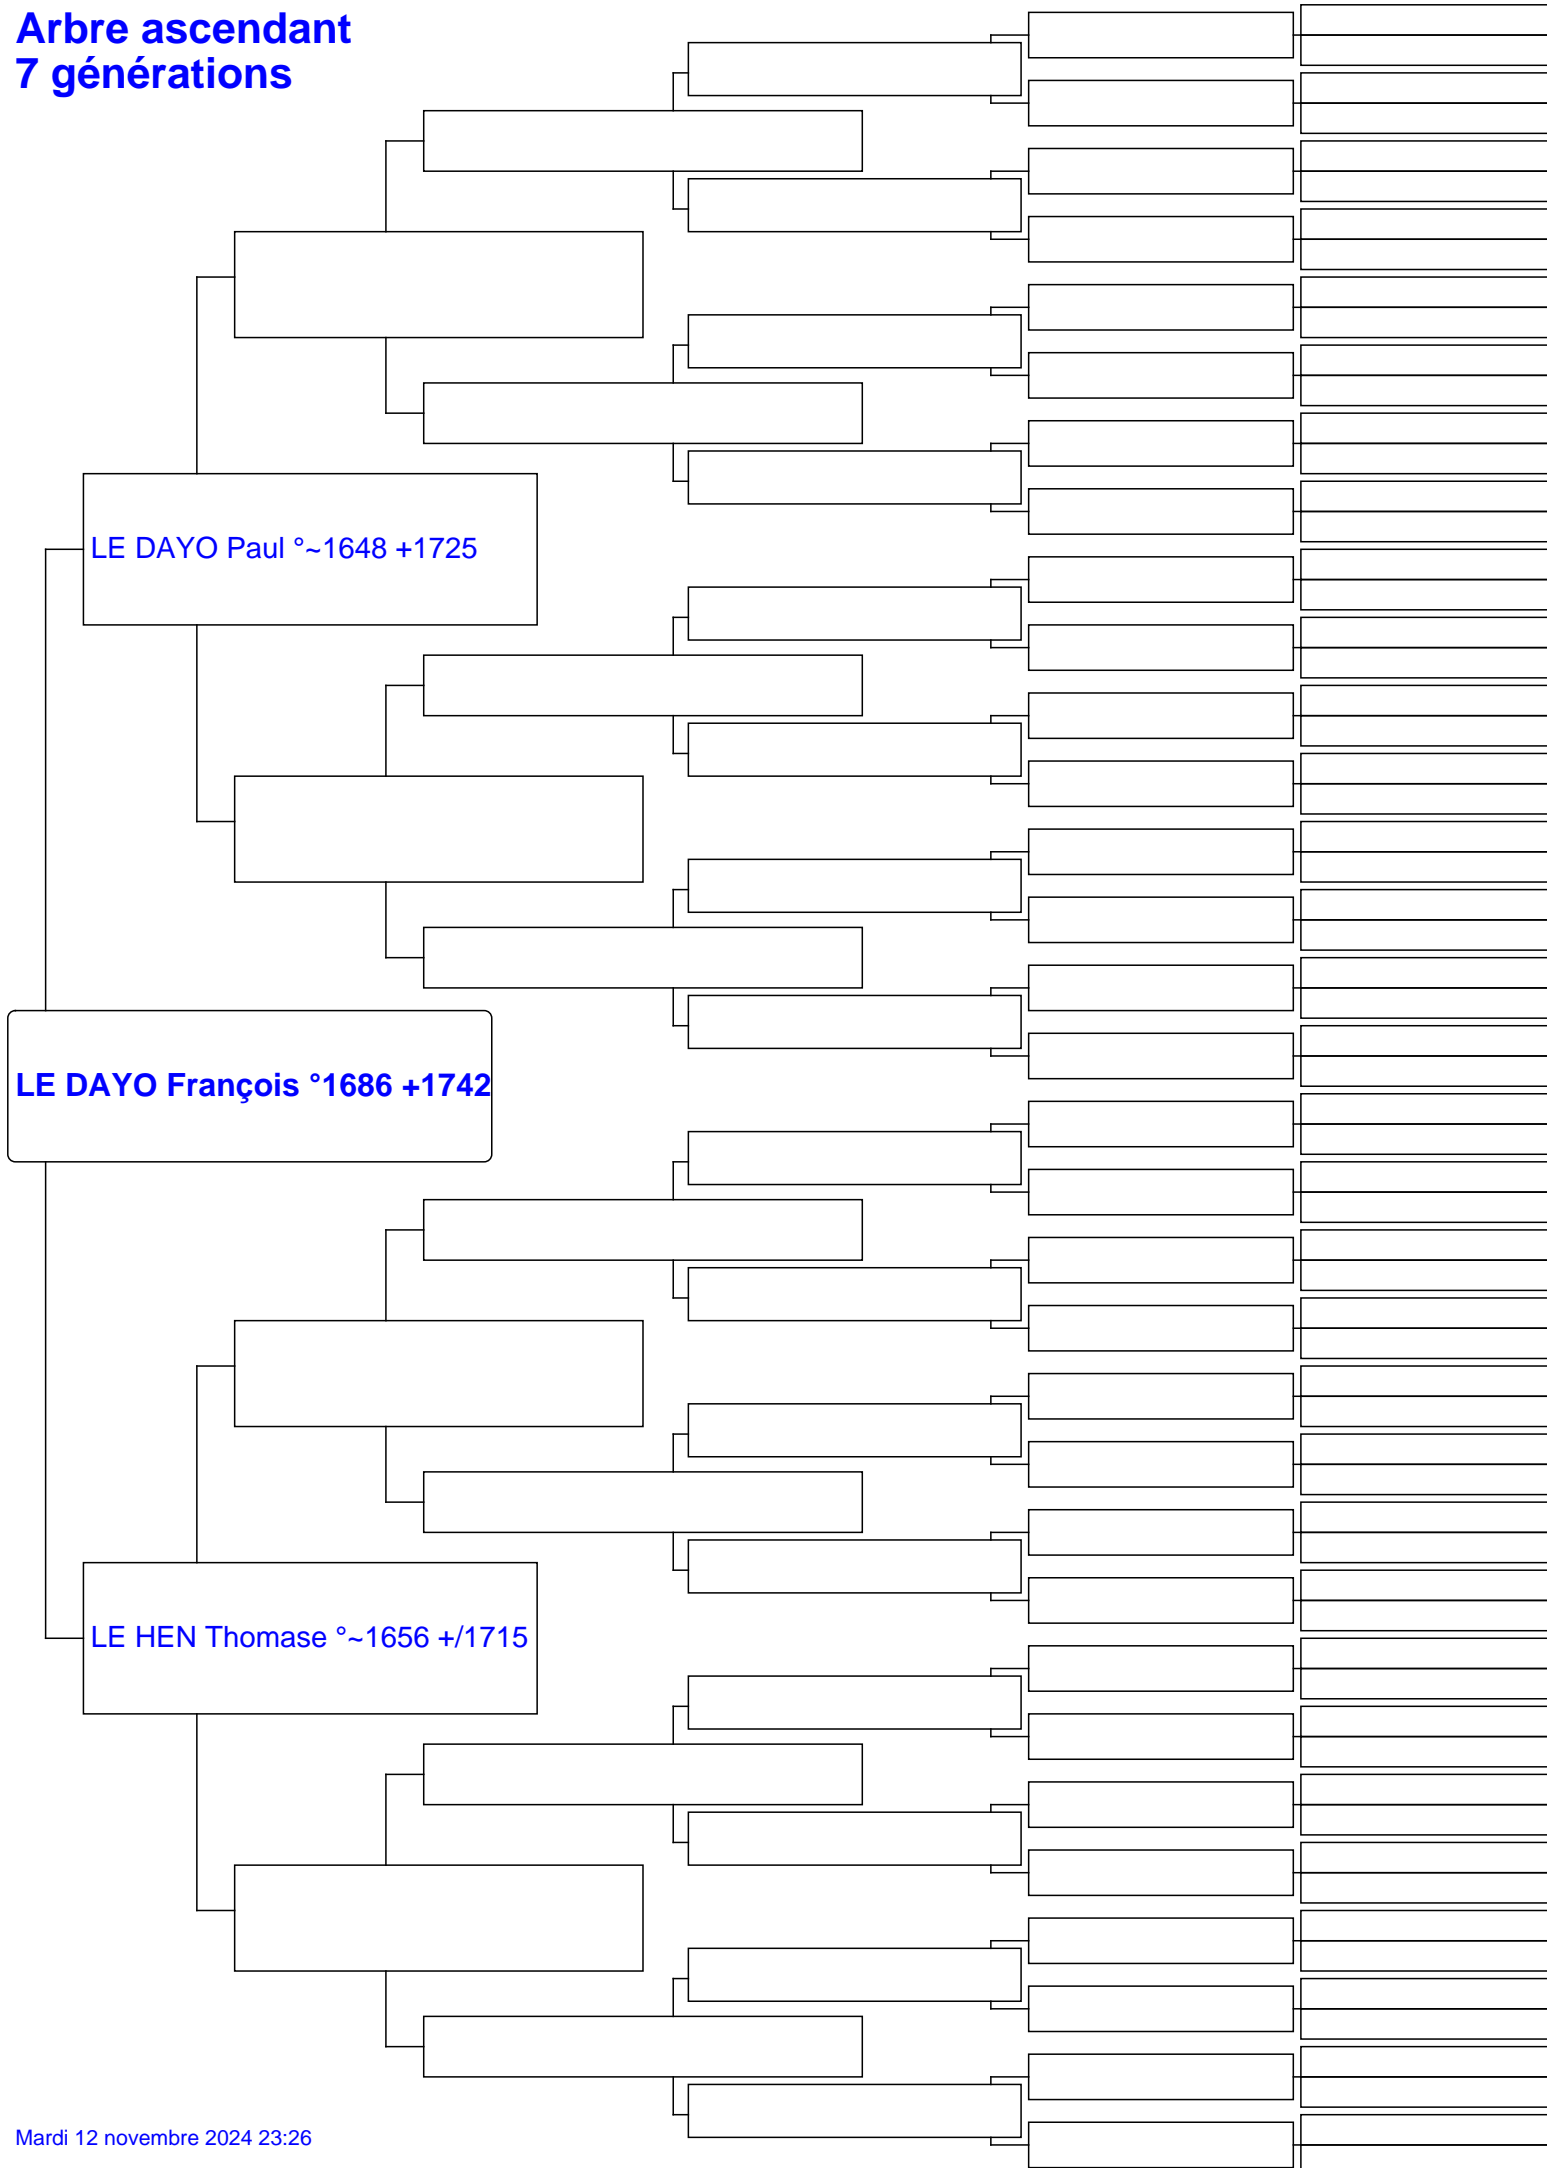 Arbre ascendant
7 générations
LE DAYO Paul °~1648 +1725
LE DAYO François °1686 +1742
LE HEN Thomase °~1656 +/1715
Mardi 12 novembre 2024 23:26